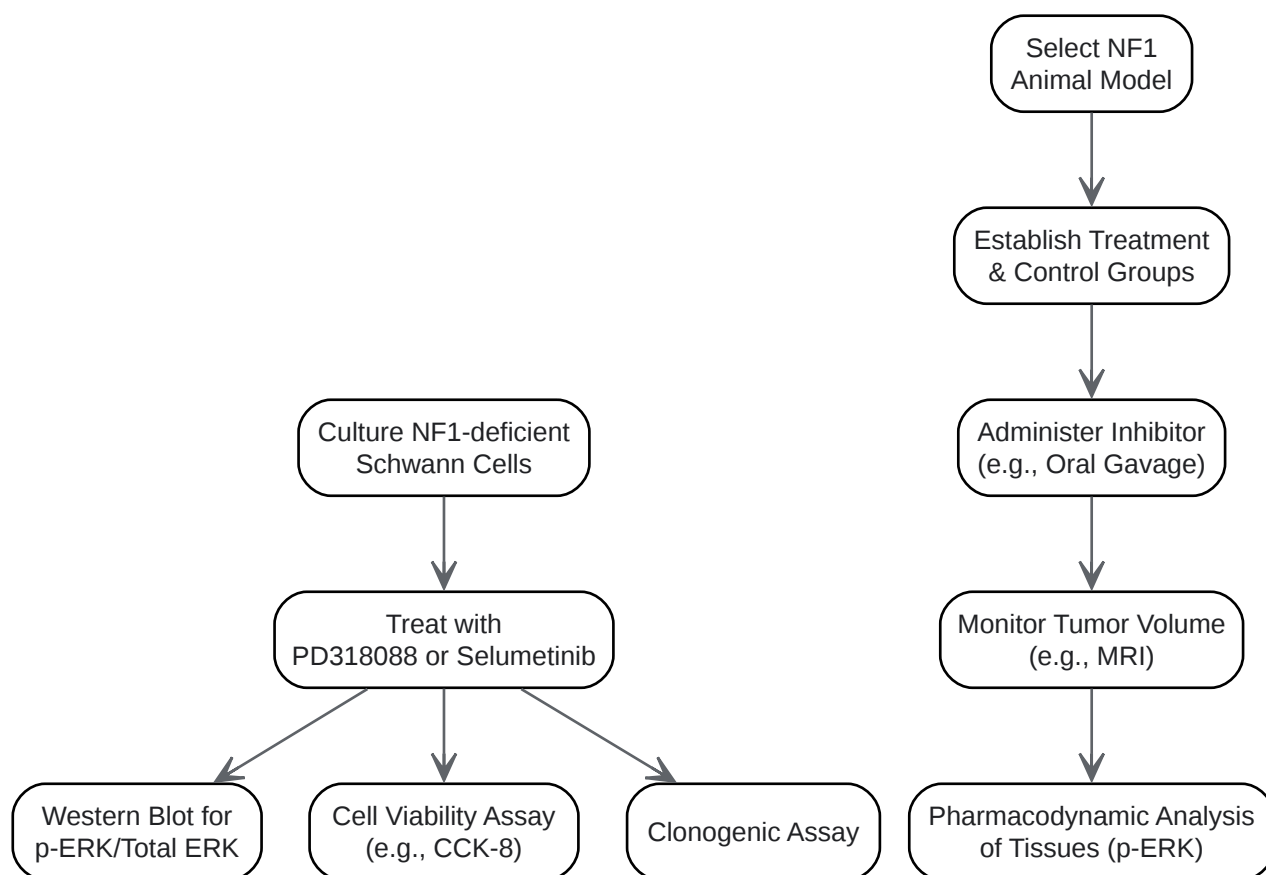 Select NF1
Animal Model
Establish Treatment
& Control Groups
Culture NF1-deficient
Schwann Cells
Administer Inhibitor
(e.g., Oral Gavage)
Treat with
PD318088 or Selumetinib
Monitor Tumor Volume
(e.g., MRI)
Western Blot for
p-ERK/Total ERK
Cell Viability Assay
(e.g., CCK-8)
Clonogenic Assay
Pharmacodynamic Analysis
of Tissues (p-ERK)